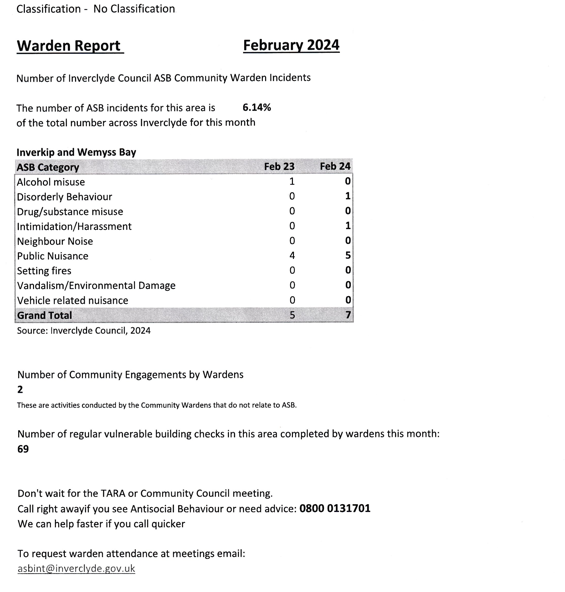 Classification - No Classification
Warden Report February 2024
Number of Inverclyde Council ASB Community Warden Incidents
The number of ASB incidents for this area is 6.14%
of the total number across Inverclyde for this month
Inverkip and Wemyss Bay
ASB Category Feb 23 Feb 24
Alcohol misuse 1 0
Disorderly Behaviour 0 1
Drug/substance misuse 0 0
Intimidation/Harassment 0 1
Neighbour Noise 0 0
Public Nuisance 4 5
Setting fires 0 0
Vandalism/Environmental Damage 0 0
Vehicle related nuisance 0 0
Grand Total 5 7
Source: Inverclyde Council, 2024
Number of Community Engagements by Wardens
2
These are activities conducted by the Community Wardens that do not relate to ASB.
Number of regular vulnerable building checks in this area completed by wardens this month:
69
Don't wait for the TARA or Community Council meeting.
Call right awayif you see Antisocial Behaviour or need advice: 0800 0131701
We can help faster if you call quicker
To request warden attendance at meetings email:
asbint@inverclyde.gov.uk